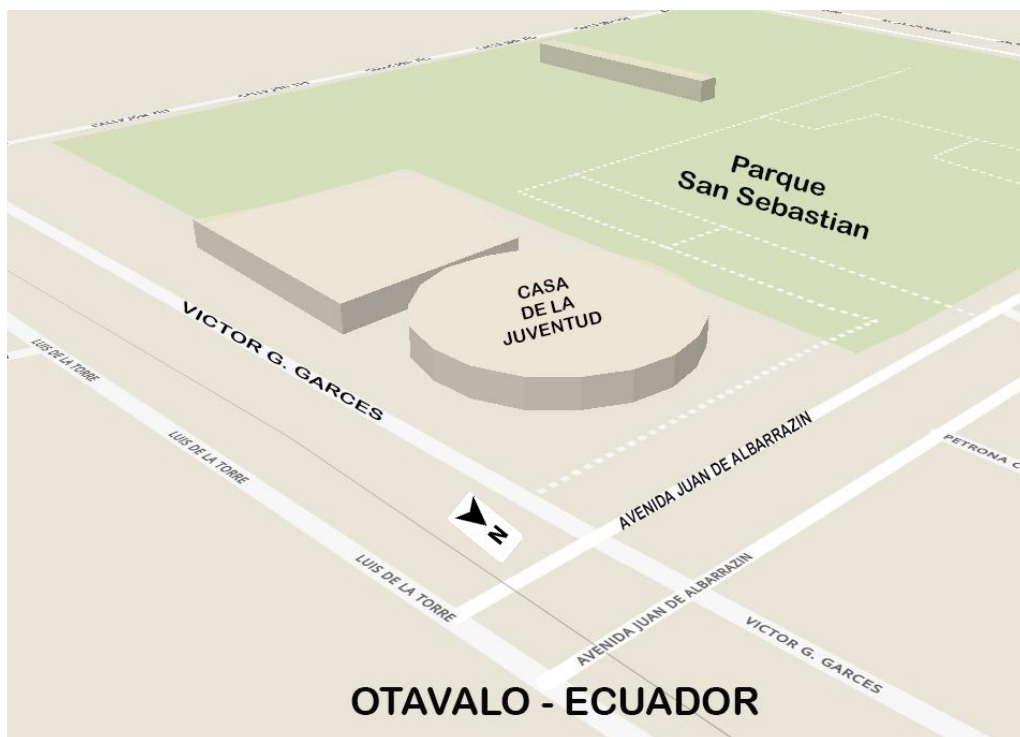 Parque
San Sebastian
CASA
DE LA
JUVENTUD
VICTOR G. GARCES
LUIS DE LA TORRE
LUIS DE LA TORRE
LUIS DE LA TORRE
AVENIDA JUAN DE ALBARRAZIN
PETRONA C
N
AVENIDA JUAN DE ALBARRAZIN
VICTOR G. GARCES
OTAVALO - ECUADOR